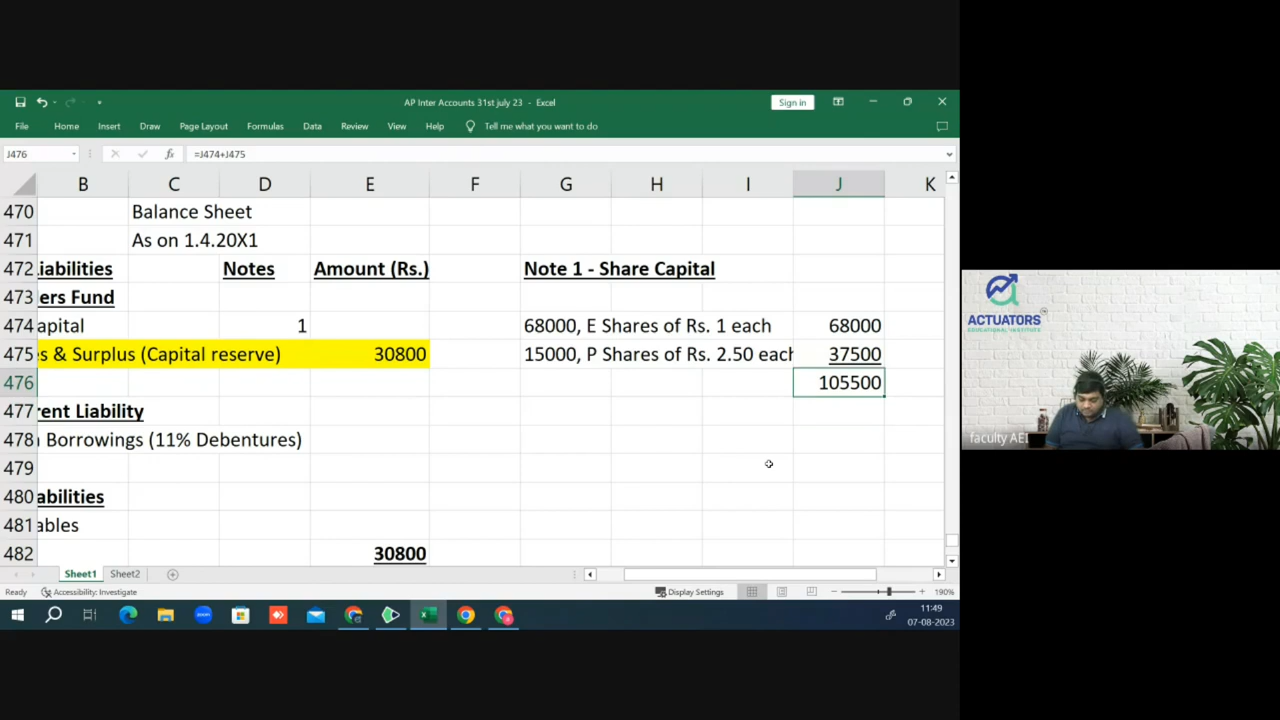 AP Inter Accounts 31st july 23 - Excel
Sign in
File Home Insert Draw Page Layout Formulas Data Review View Help Tell me what you want to do
J476 fx =J474+J475
B C D E F G H I J K
470 Balance Sheet
471 As on 1.4.20X1
472 iabilities Notes Amount (Rs.) Note 1 - Share Capital
473 ers Fund
474 apital 1 68000, E Shares of Rs. 1 each 68000
475 s & Surplus (Capital reserve) 30800 15000, P Shares of Rs. 2.50 each 37500
476 105500
477 rent Liability
478 Borrowings (11% Debentures)
479
480 abilities
481 ables
482 30800
Sheet1 Sheet2
Ready Accessibility: Investigate Display Settings 190%
zoom
11:49
07-08-2023
ACTUATORS
EDUCATIONAL INSTITUTE
faculty AEI